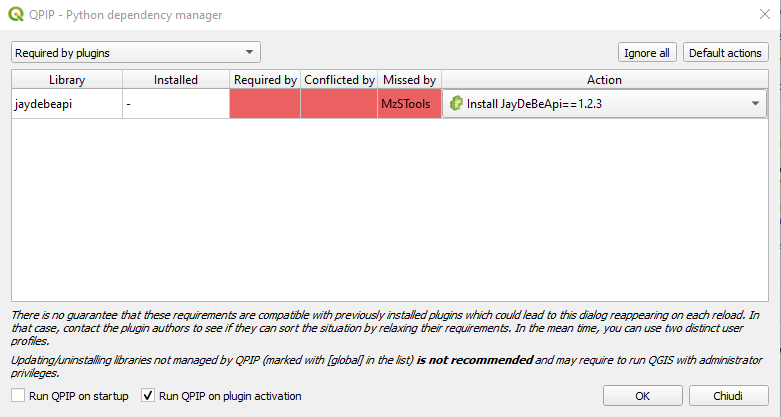 QPIP - Python dependency manager
Required by plugins
Ignore all
Default actions
Library Installed Required by Conflicted by Missed by Action
jaydebeapi - MzSTools Install JayDeBeApi==1.2.3
There is no guarantee that these requirements are compatible with previously installed plugins which could lead to this dialog reappearing on each reload. In
that case, contact the plugin authors to see if they can sort the situation by relaxing their requirements. In the mean time, you can use two distinct user
profiles.
Updating/uninstalling libraries not managed by QPIP (marked with [global] in the list) is not recommended and may require to run QGIS with administrator
privileges.
Run QPIP on startup Run QPIP on plugin activation OK Chiudi